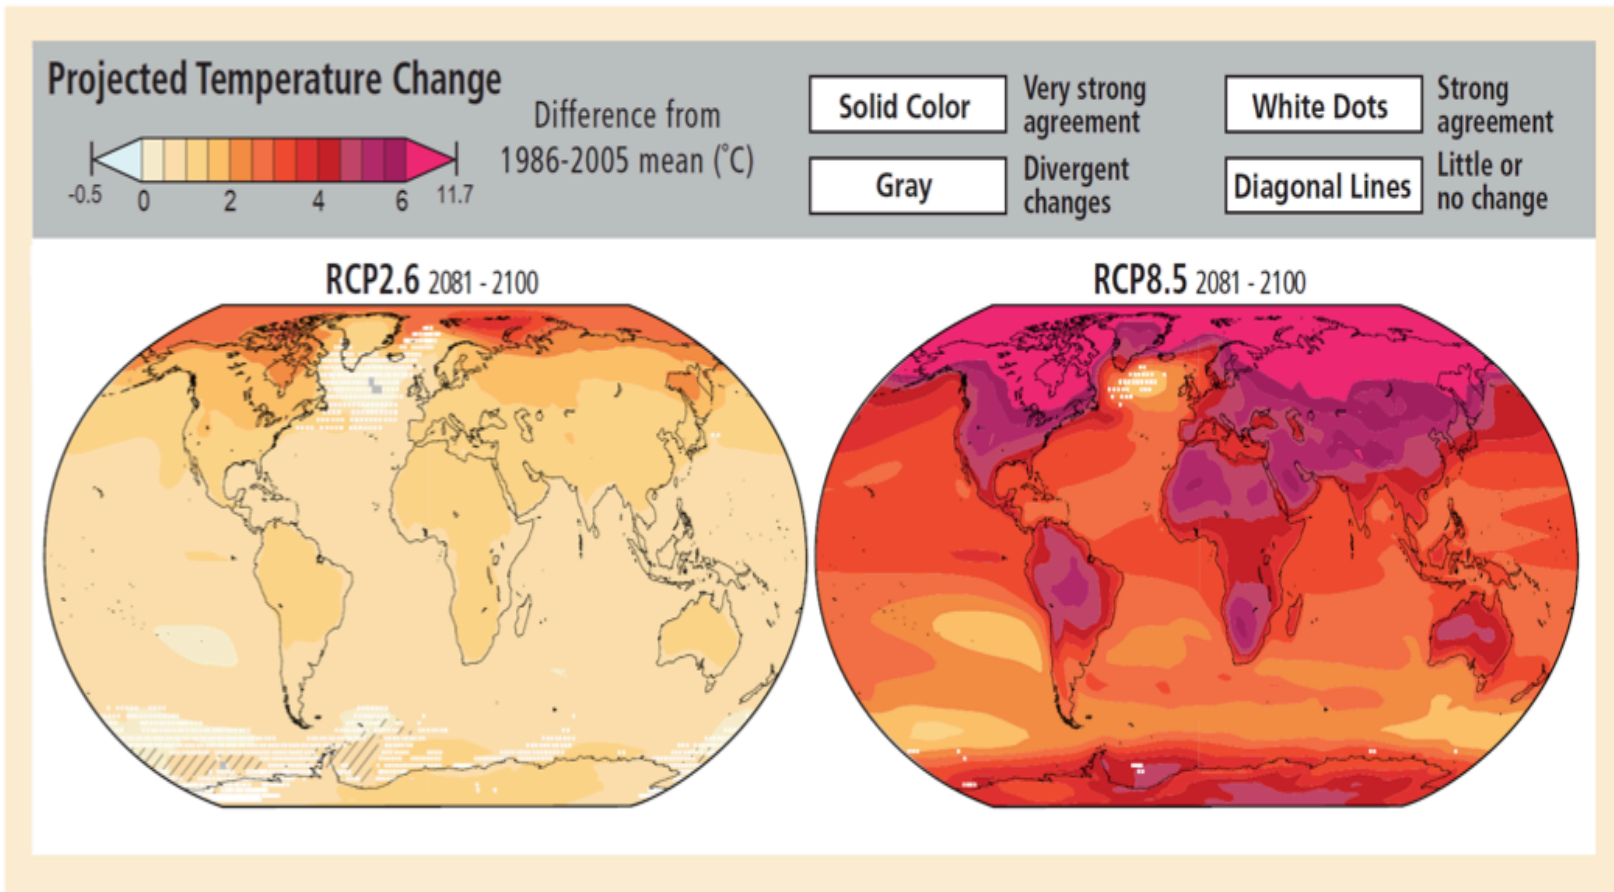 Projected Temperature Change
Difference from
1986-2005 mean (˚C)
-0.5
0
2
4
6
11.7
Solid Color
Very strong
agreement
White Dots
Strong
agreement
Gray
Divergent
changes
Diagonal Lines
Little or
no change
RCP2.6 2081 - 2100
RCP8.5 2081 - 2100